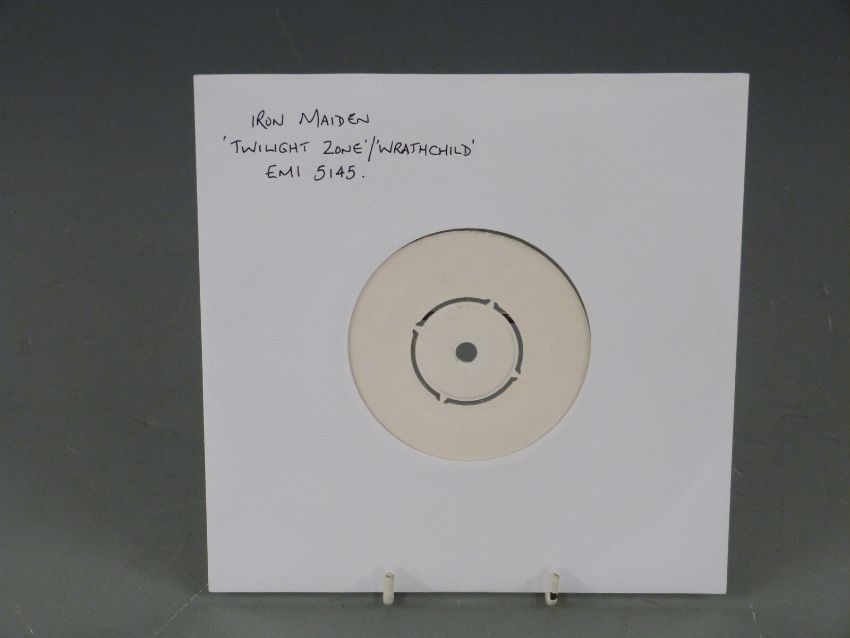 IRON MAIDEN
'TWILIGHT ZONE'/'WRATHCHILD'
EMI 5145.